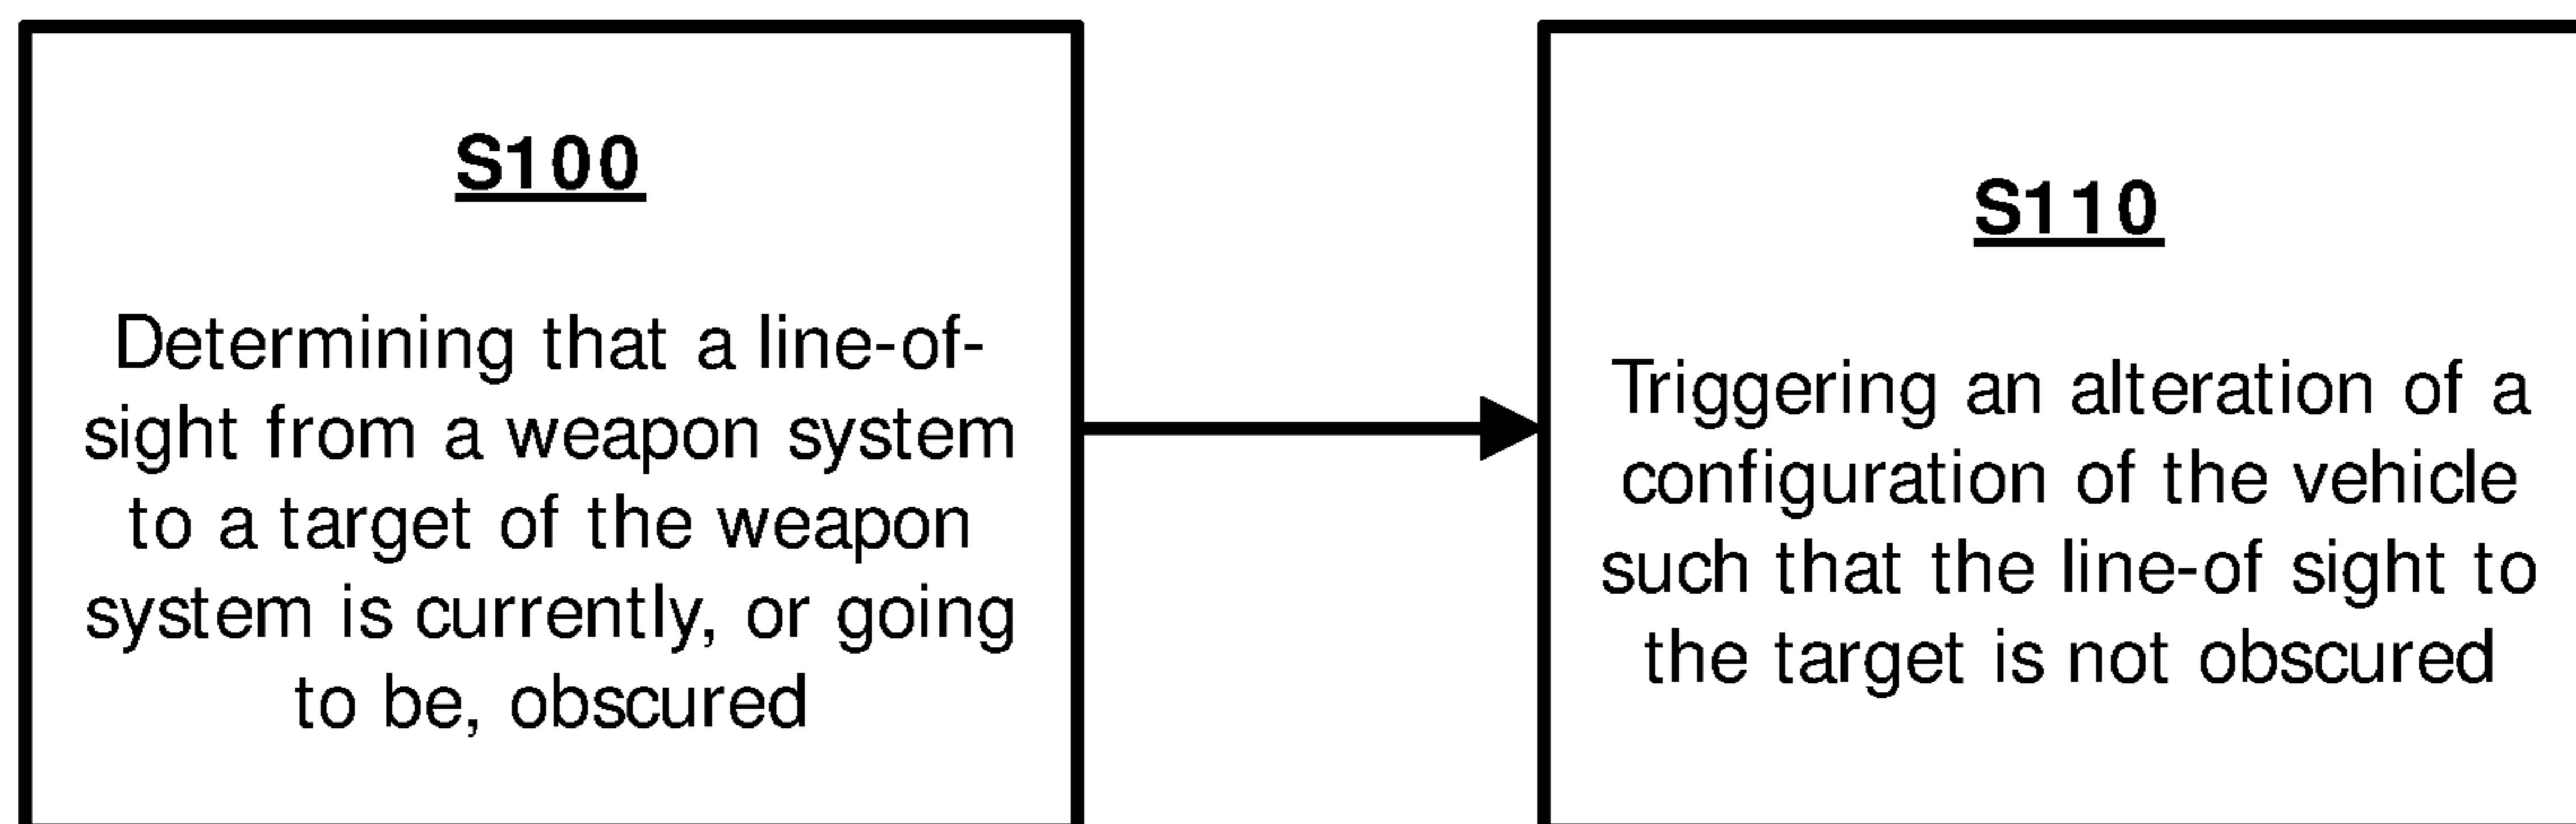 S100
Determining that a line-of-
sight from a weapon system
to a target of the weapon
system is currently, or going
to be, obscured
S110
Triggering an alteration of a
configuration of the vehicle
such that the line-of sight to
the target is not obscured